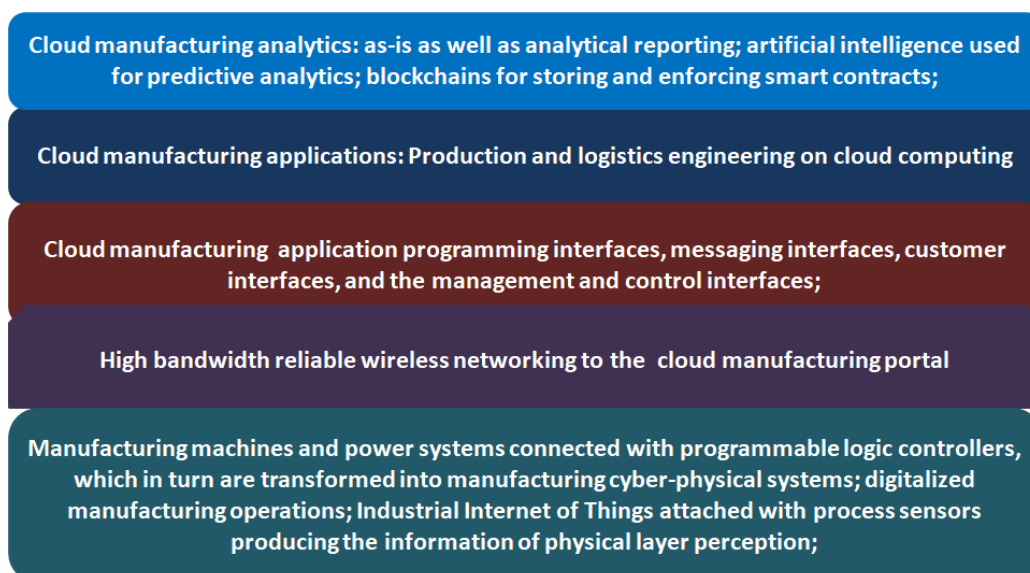 Cloud manufacturing analytics: as-is as well as analytical reporting; artificial intelligence used
for predictive analytics; blockchains for storing and enforcing smart contracts;
Cloud manufacturing applications: Production and logistics engineering on cloud computing
Cloud manufacturing application programming interfaces, messaging interfaces, customer
interfaces, and the management and control interfaces;
High bandwidth reliable wireless networking to the cloud manufacturing portal
Manufacturing machines and power systems connected with programmable logic controllers,
which in turn are transformed into manufacturing cyber-physical systems; digitalized
manufacturing operations; Industrial Internet of Things attached with process sensors
producing the information of physical layer perception;